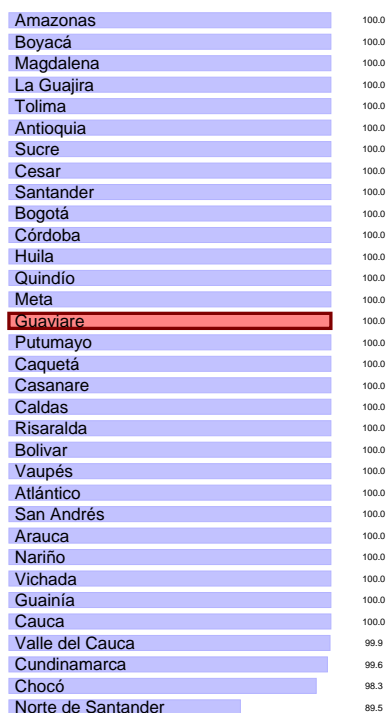 Amazonas 100.0
Boyacá 100.0
Magdalena 100.0
La Guajira 100.0
Tolima 100.0
Antioquia 100.0
Sucre 100.0
Cesar 100.0
Santander 100.0
Bogotá 100.0
Córdoba 100.0
Huila 100.0
Quindío 100.0
Meta 100.0
Guaviare 100.0
Putumayo 100.0
Caquetá 100.0
Casanare 100.0
Caldas 100.0
Risaralda 100.0
Bolivar 100.0
Vaupés 100.0
Atlántico 100.0
San Andrés 100.0
Arauca 100.0
Nariño 100.0
Vichada 100.0
Guainía 100.0
Cauca 100.0
Valle del Cauca 99.9
Cundinamarca 99.6
Chocó 98.3
Norte de Santander 89.5